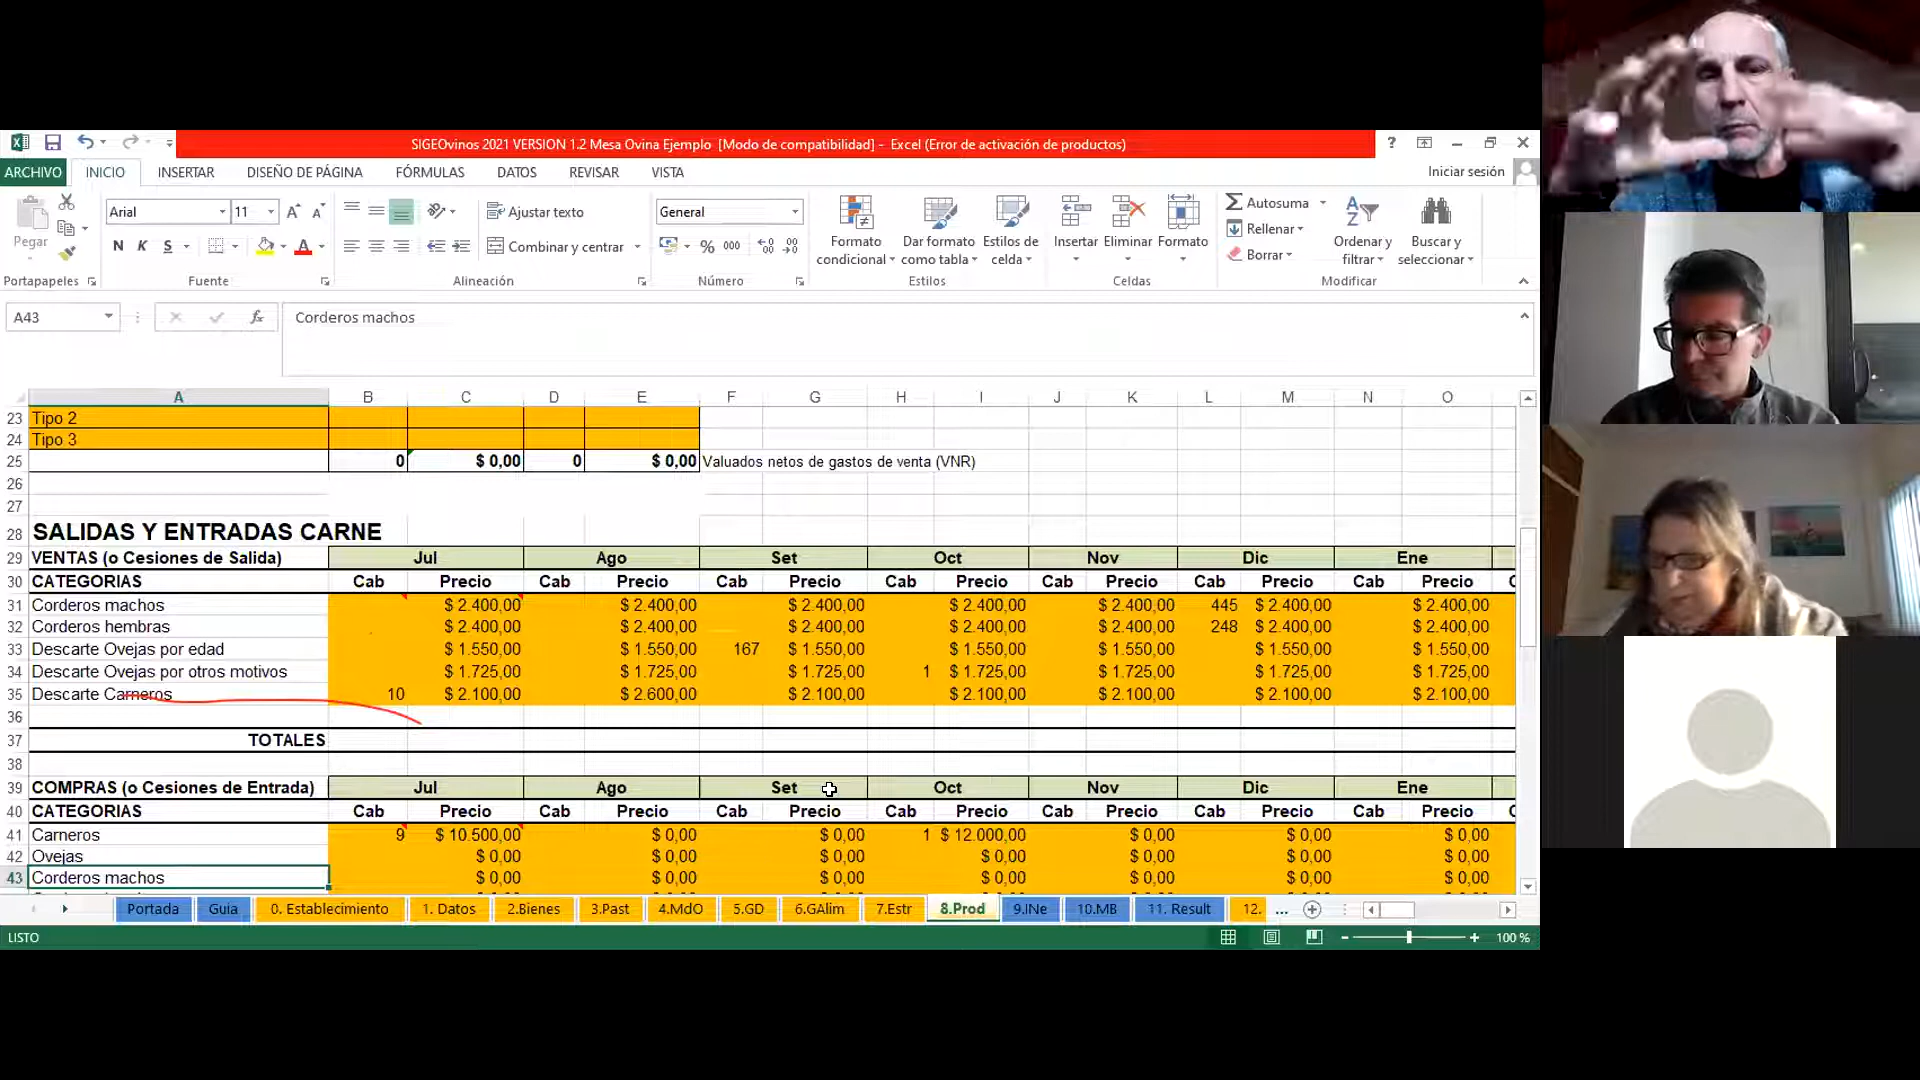 SIGEOvinos 2021 VERSION 1.2 Mesa Ovina Ejemplo [Modo de compatibilidad] - Excel (Error de activación de productos)
ARCHIVO INICIO INSERTAR DISEÑO DE PÁGINA FÓRMULAS DATOS REVISAR VISTA Iniciar sesión
Pegar
Arial 11
N K S
Ajustar texto
Combinar y centrar
General
% 000
Formato condicional
Dar formato como tabla
Estilos de celda
Insertar Eliminar Formato
Autosuma
Rellenar
Borrar
Ordenar y filtrar
Buscar y seleccionar
Portapapeles Fuente Alineación Número Estilos Celdas Modificar
A43 fx Corderos machos
A B C D E F G H I J K L M N O
23 Tipo 2
24 Tipo 3
25 0 $ 0,00 0 $ 0,00 Valuados netos de gastos de venta (VNR)
26
27
28 SALIDAS Y ENTRADAS CARNE
29 VENTAS (o Cesiones de Salida) Jul Ago Set Oct Nov Dic Ene
30 CATEGORIAS Cab Precio Cab Precio Cab Precio Cab Precio Cab Precio Cab Precio Cab Precio
31 Corderos machos $ 2.400,00 $ 2.400,00 $ 2.400,00 $ 2.400,00 $ 2.400,00 445 $ 2.400,00 $ 2.400,00
32 Corderos hembras $ 2.400,00 $ 2.400,00 $ 2.400,00 $ 2.400,00 $ 2.400,00 248 $ 2.400,00 $ 2.400,00
33 Descarte Ovejas por edad $ 1.550,00 $ 1.550,00 167 $ 1.550,00 $ 1.550,00 $ 1.550,00 $ 1.550,00 $ 1.550,00
34 Descarte Ovejas por otros motivos $ 1.725,00 $ 1.725,00 $ 1.725,00 1 $ 1.725,00 $ 1.725,00 $ 1.725,00 $ 1.725,00
35 Descarte Carneros 10 $ 2.100,00 $ 2.600,00 $ 2.100,00 $ 2.100,00 $ 2.100,00 $ 2.100,00 $ 2.100,00
36
37 TOTALES
38
39 COMPRAS (o Cesiones de Entrada) Jul Ago Set Oct Nov Dic Ene
40 CATEGORIAS Cab Precio Cab Precio Cab Precio Cab Precio Cab Precio Cab Precio Cab Precio
41 Carneros 9 $ 10.500,00 $ 0,00 $ 0,00 1 $ 12.000,00 $ 0,00 $ 0,00 $ 0,00
42 Ovejas $ 0,00 $ 0,00 $ 0,00 $ 0,00 $ 0,00 $ 0,00 $ 0,00
43 Corderos machos $ 0,00 $ 0,00 $ 0,00 $ 0,00 $ 0,00 $ 0,00 $ 0,00
Portada Guia 0. Establecimiento 1. Datos 2.Bienes 3.Past 4.MdO 5.GD 6.GAlim 7.Estr 8.Prod 9.INe 10.MB 11. Result 12. ...
LISTO 100 %